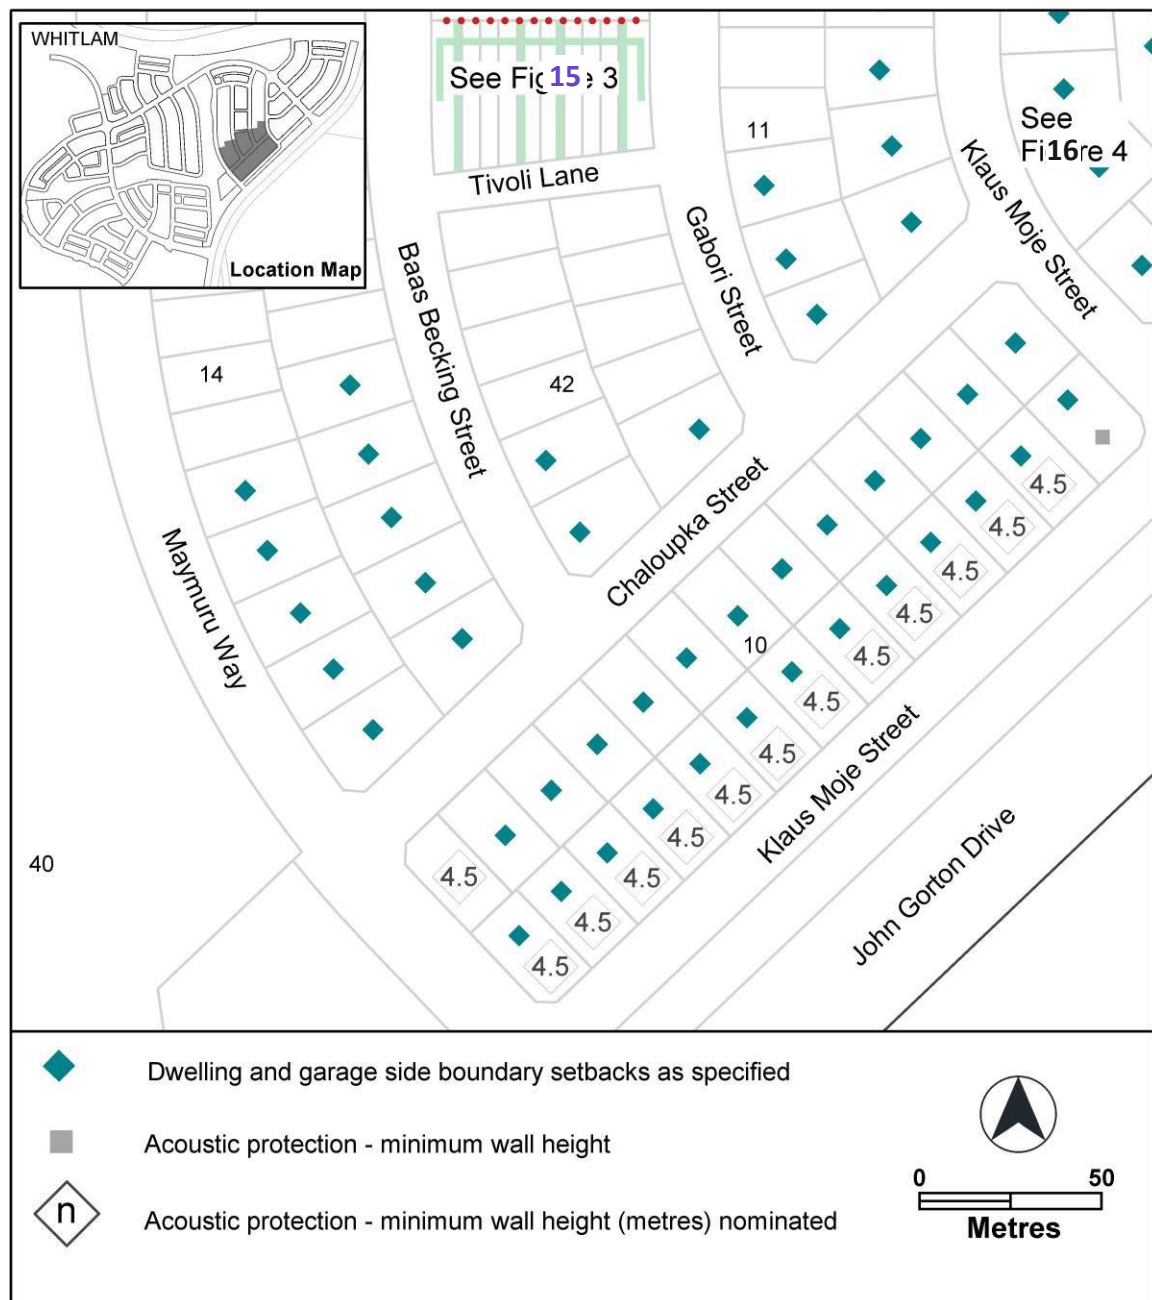 WHITLAM
Location Map
See Fig15e 3
Tivoli Lane
11
See
Fi16re 4
Klaus Moje Street
Gabori Street
Baas Becking Street
14
42
Chaloupka Street
Maymuru Way
4.5
4.5
4.5
4.5
4.5
10
4.5
4.5
4.5
4.5
4.5
4.5
4.5
4.5
Klaus Moje Street
John Gorton Drive
40
Dwelling and garage side boundary setbacks as specified
Acoustic protection - minimum wall height
n
Acoustic protection - minimum wall height (metres) nominated
0 50
Metres